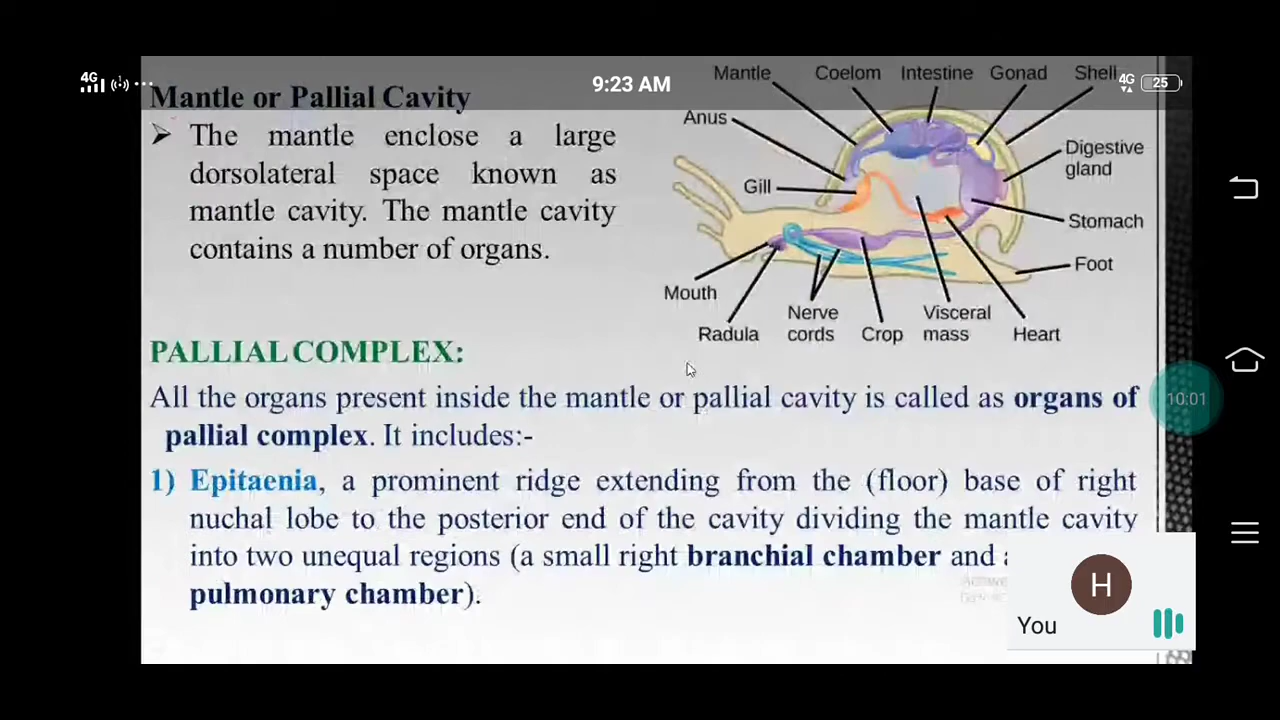 4G
9:23 AM
4G
25
Mantle or Pallial Cavity
➢ The mantle enclose a large
dorsolateral space known as
mantle cavity. The mantle cavity
contains a number of organs.
Mantle
Coelom
Intestine
Gonad
Shell
Anus
Digestive
gland
Gill
Stomach
Foot
Mouth
Radula
Nerve
cords
Crop
Visceral
mass
Heart
PALLIAL COMPLEX:
All the organs present inside the mantle or pallial cavity is called as organs of
pallial complex. It includes:-
10:01
1) Epitaenia, a prominent ridge extending from the (floor) base of right
nuchal lobe to the posterior end of the cavity dividing the mantle cavity
into two unequal regions (a small right branchial chamber and
pulmonary chamber).
H
You